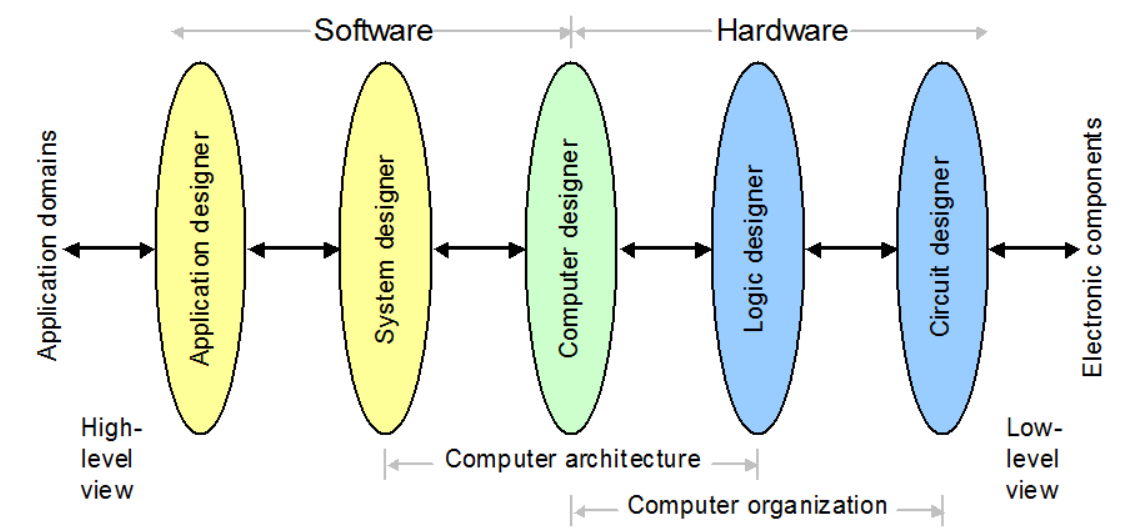 Software
Hardware
Application domains
Application designer
System designer
Computer designer
Logic designer
Circuit designer
Electronic components
High-
level
view
Low-
level
view
Computer architecture
Computer organization